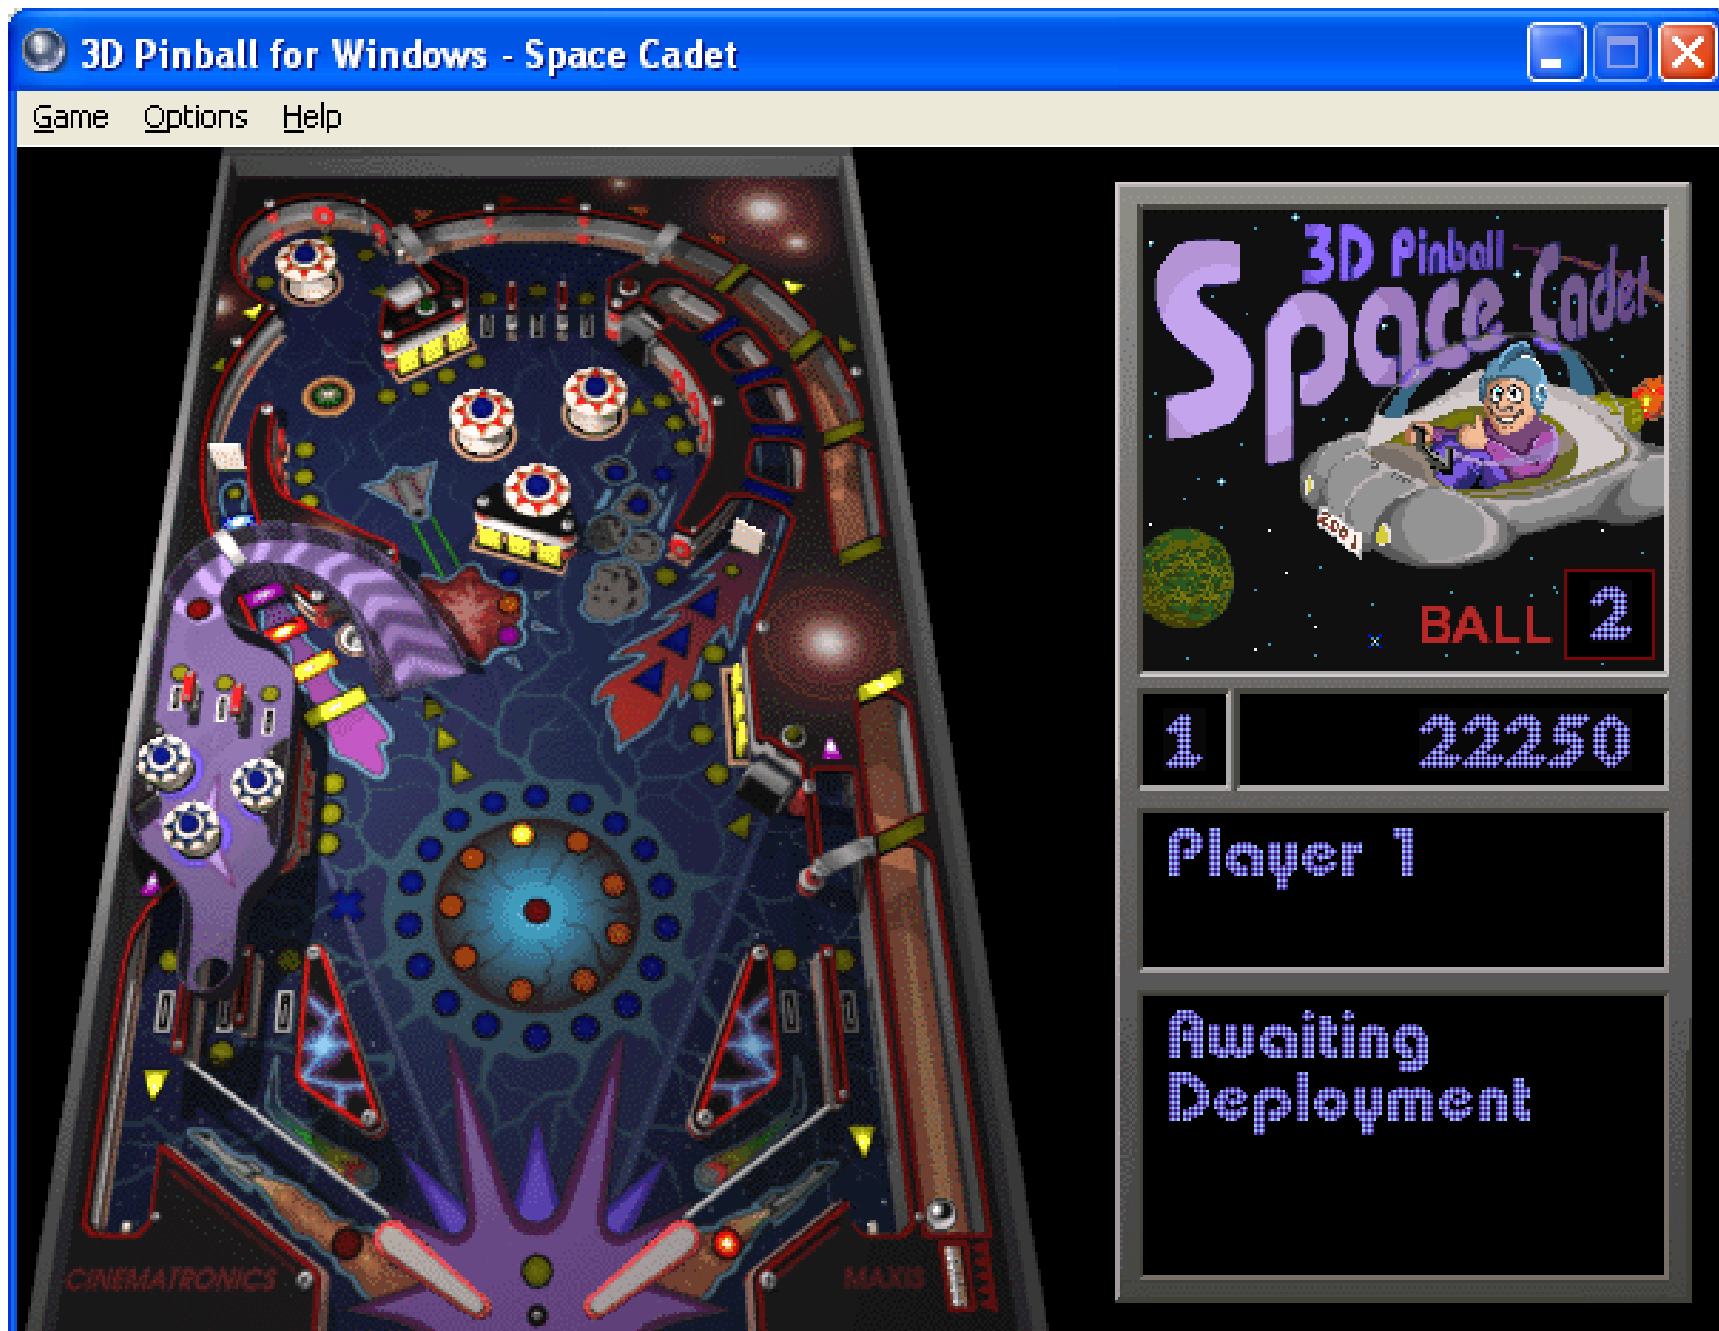 3D Pinball for Windows - Space Cadet
Game Options Help
3D Pinball
Space Cadet
2001
BALL 2
1 22250
Player 1
Awaiting
Deployment
CINEMATRONICS
MAXIS